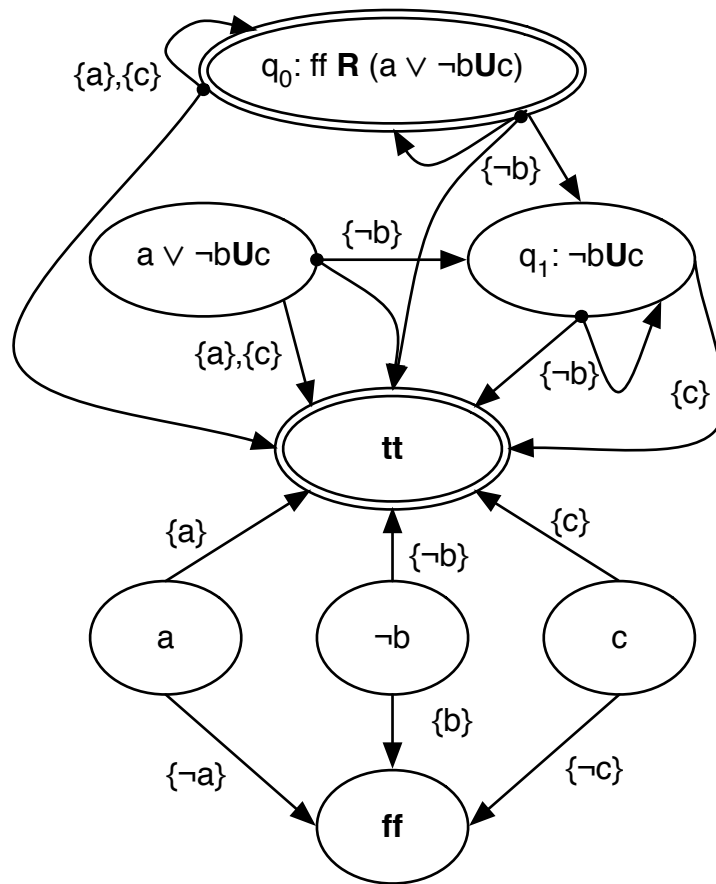 q₀: ff R (a ∨ ¬bUc)
{a},{c}
{¬b}
a ∨ ¬bUc
{¬b}
q₁: ¬bUc
{a},{c}
{¬b}
{c}
tt
{a}
{¬b}
{c}
a
¬b
c
{¬a}
{b}
{¬c}
ff